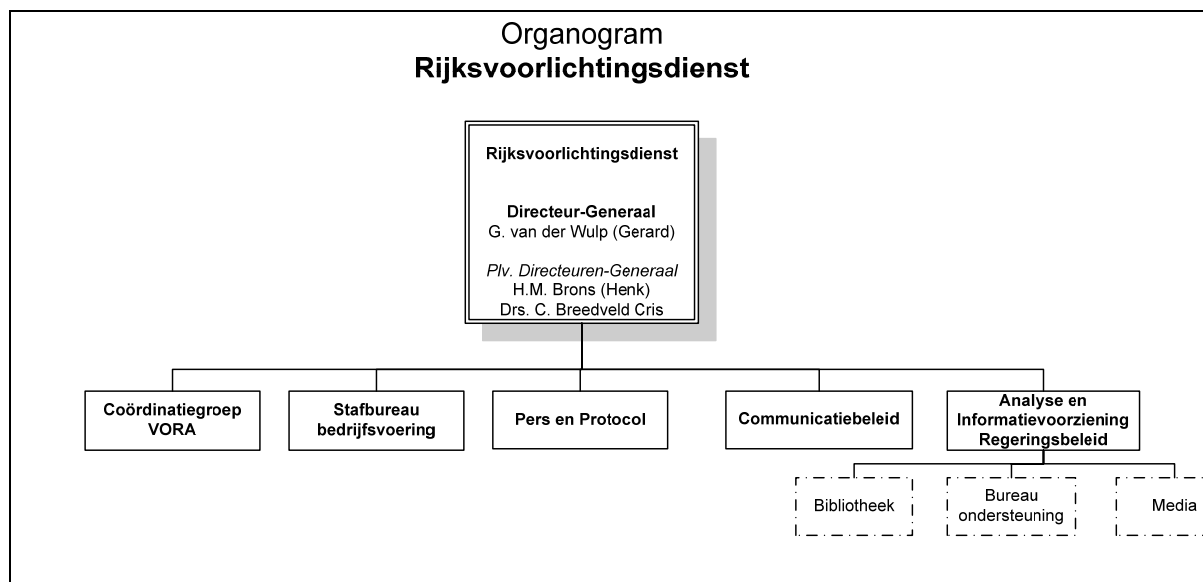 Organogram
Rijksvoorlichtingsdienst
Rijksvoorlichtingsdienst
Directeur-Generaal
G. van der Wulp (Gerard)
Plv. Directeuren-Generaal
H.M. Brons (Henk)
Drs. C. Breedveld Cris
Coördinatiegroep
VORA
Stafbureau
bedrijfsvoering
Pers en Protocol
Communicatiebeleid
Analyse en
Informatievoorziening
Regeringsbeleid
Bibliotheek
Bureau
ondersteuning
Media